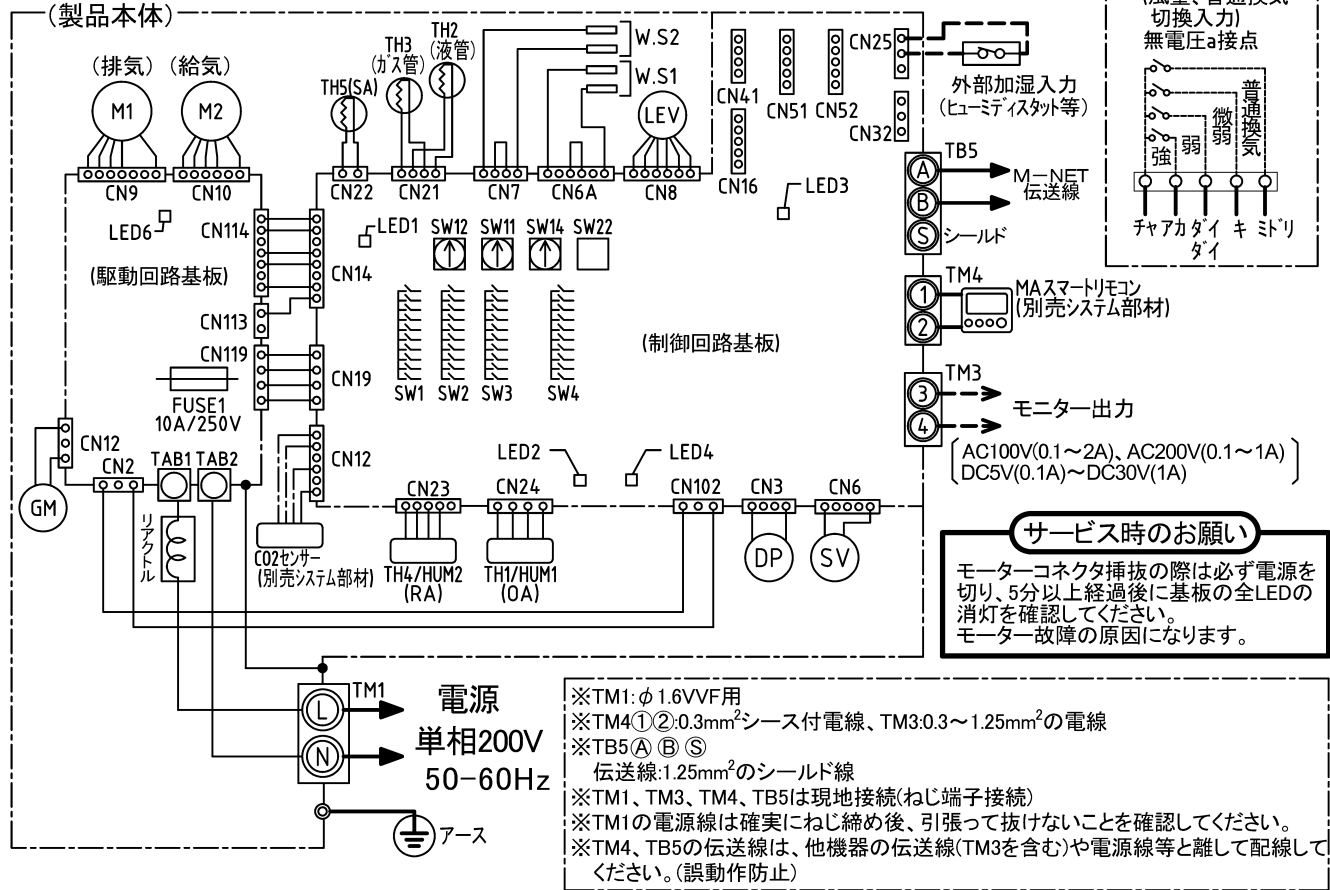 (製品本体)
(排気)
(給気)
M1
M2
TH5(SA)
TH3
(ガス管)
TH2
(液管)
W.S2
W.S1
LEV
CN41
CN51
CN52
CN25
CN32
CN16
外部加湿入力
(ヒューミディスタット等)
切換入力)
無電圧a接点
強
弱
微弱
普通換気
チャ
アカ
ダイ
ダイ
キ
ミドリ
CN9
CN10
CN22
CN21
CN7
CN6A
CN8
TB5
A
B
S
M-NET
伝送線
シールド
LED6
CN114
LED1
SW12
SW11
SW14
SW22
LED3
(駆動回路基板)
CN14
CN113
TM4
1
2
MAスマートリモコン
(別売システム部材)
(制御回路基板)
CN119
CN19
FUSE1
10A/250V
SW1
SW2
SW3
SW4
TM3
3
4
モニター出力
AC100V(0.1~2A)、AC200V(0.1~1A)
DC5V(0.1A)~DC30V(1A)
CN12
CN2
TAB1
TAB2
CN12
LED2
LED4
GM
リアクトル
CN23
CN24
CN102
CN3
CN6
CO2センサー
(別売システム部材)
TH4/HUM2
(RA)
TH1/HUM1
(OA)
DP
SV
サービス時のお願い
モーターコネクタ挿抜の際は必ず電源を
切り、5分以上経過後に基板の全LEDの
消灯を確認してください。
モーター故障の原因になります。
TM1
L
N
電源
単相200V
50-60Hz
アース
※TM1:φ1.6VVF用
※TM4①②:0.3mm²シース付電線、TM3:0.3~1.25mm²の電線
※TB5Ⓐ Ⓑ Ⓢ
伝送線:1.25mm²のシールド線
※TM1、TM3、TM4、TB5は現地接続(ねじ端子接続)
※TM1の電源線は確実にねじ締め後、引張って抜けないことを確認してください。
※TM4、TB5の伝送線は、他機器の伝送線(TM3を含む)や電源線等と離して配線して
ください。(誤動作防止)